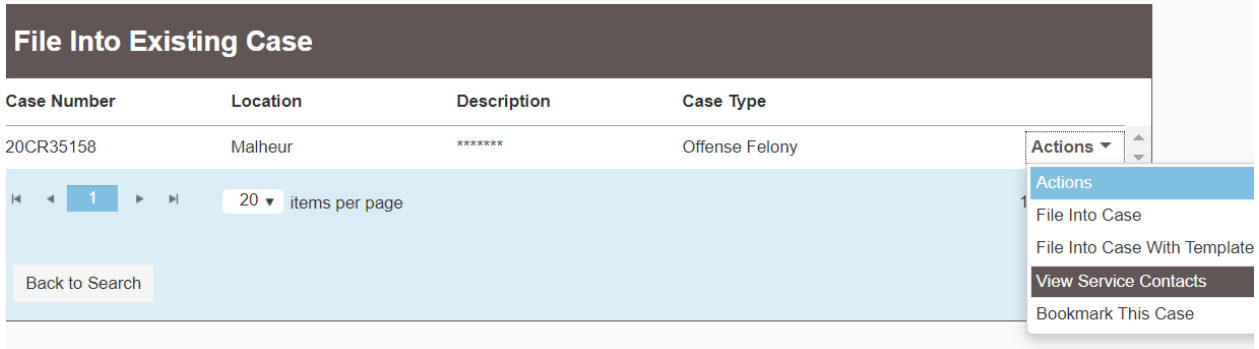 File Into Existing Case
Case Number Location Description Case Type
20CR35158 Malheur ******* Offense Felony Actions
Actions
1 20 items per page 1
File Into Case
File Into Case With Template
Back to Search View Service Contacts
Bookmark This Case